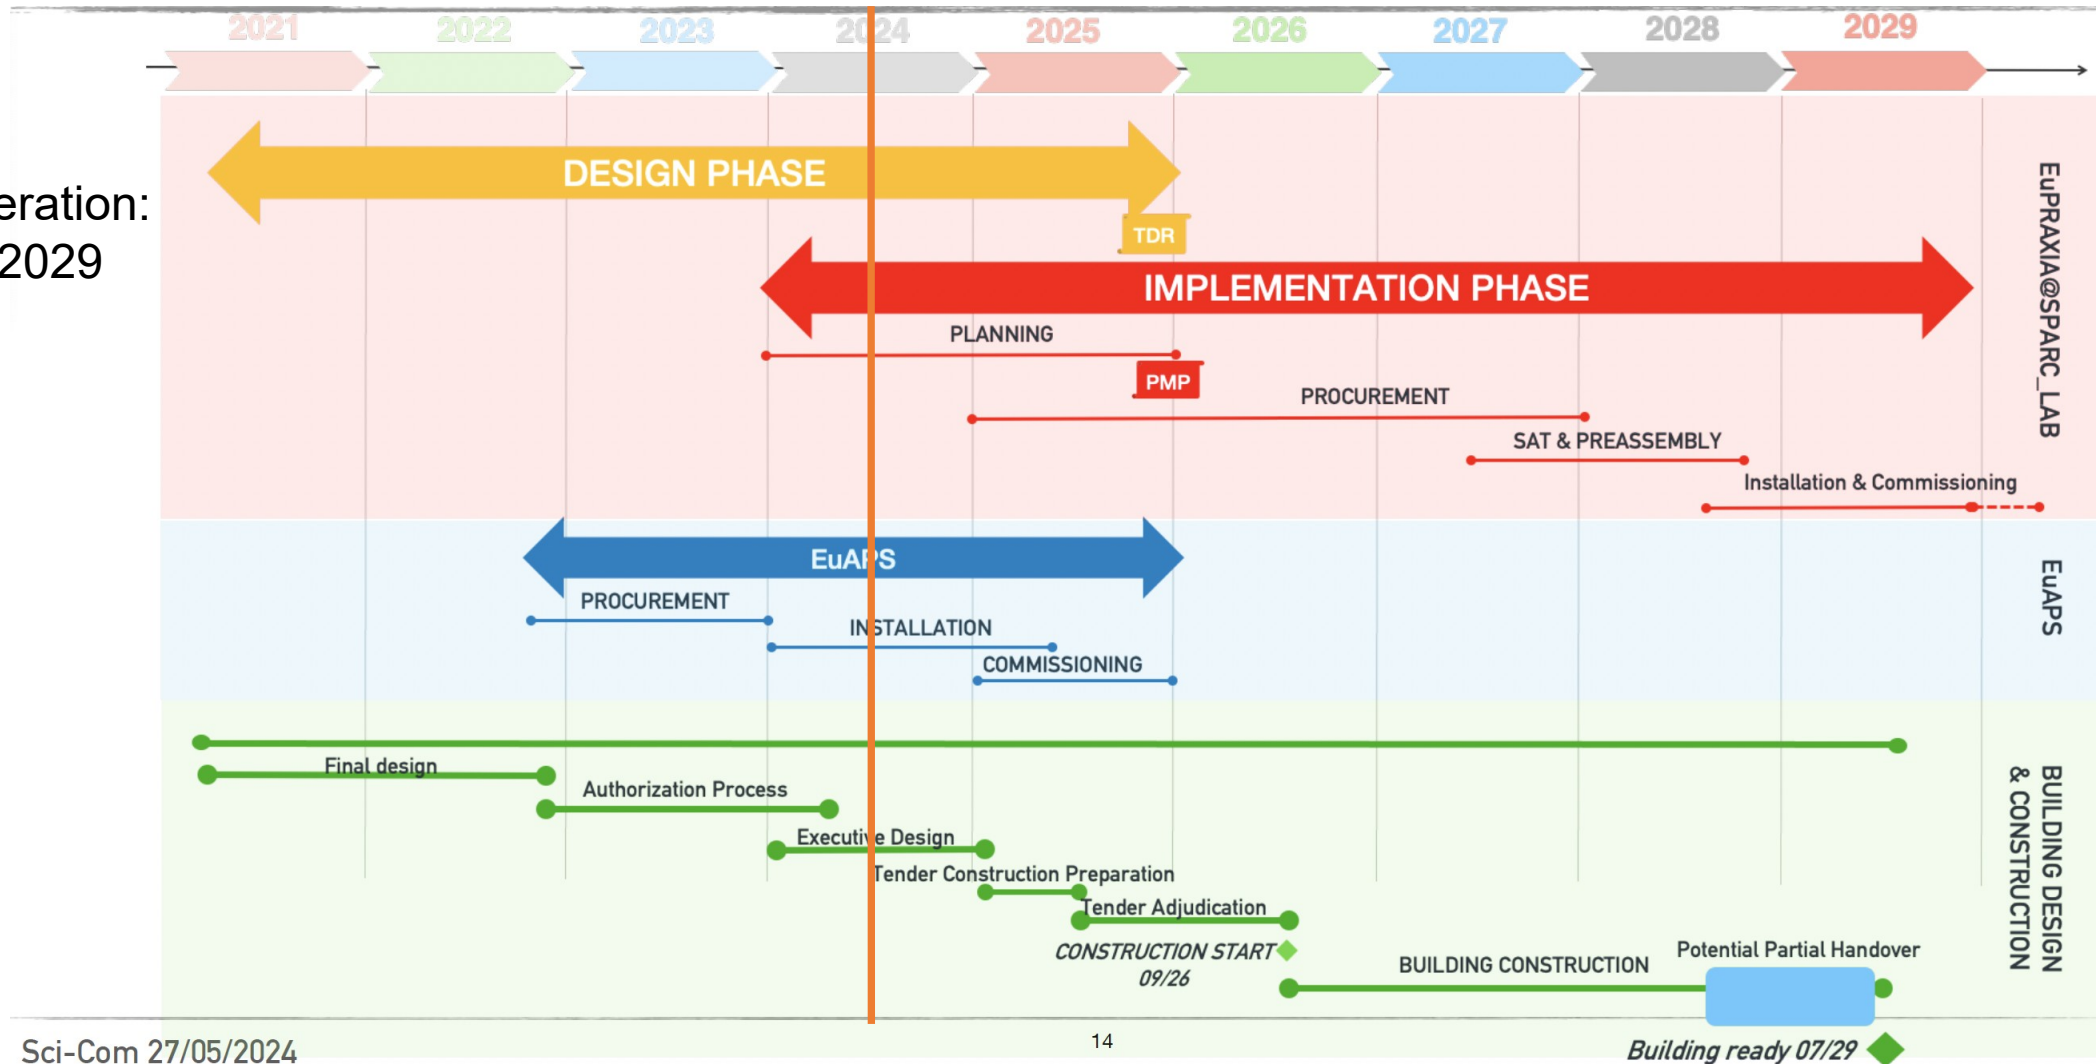 2021 2022 2023 2024 2025 2026 2027 2028 2029
DESIGN PHASE
eration:
2029
TDR
IMPLEMENTATION PHASE
PLANNING
PMP
PROCUREMENT
SAT & PREASSEMBLY
Installation & Commissioning
EuPRAXIA@SPARC_LAB
EuAPS
PROCUREMENT
INSTALLATION
COMMISSIONING
EuAPS
Final design
Authorization Process
Executive Design
Tender Construction Preparation
Tender Adjudication
CONSTRUCTION START
09/26
BUILDING CONSTRUCTION
Potential Partial Handover
BUILDING DESIGN
& CONSTRUCTION
Building ready 07/29
Sci-Com 27/05/2024
14